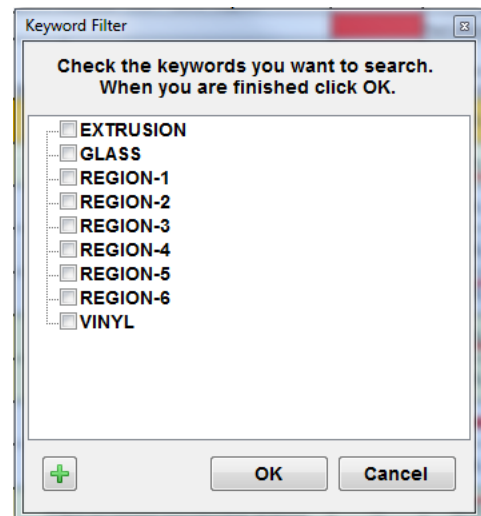 Keyword Filter
Check the keywords you want to search.
When you are finished click OK.
EXTRUSION
GLASS
REGION-1
REGION-2
REGION-3
REGION-4
REGION-5
REGION-6
VINYL
OK
Cancel